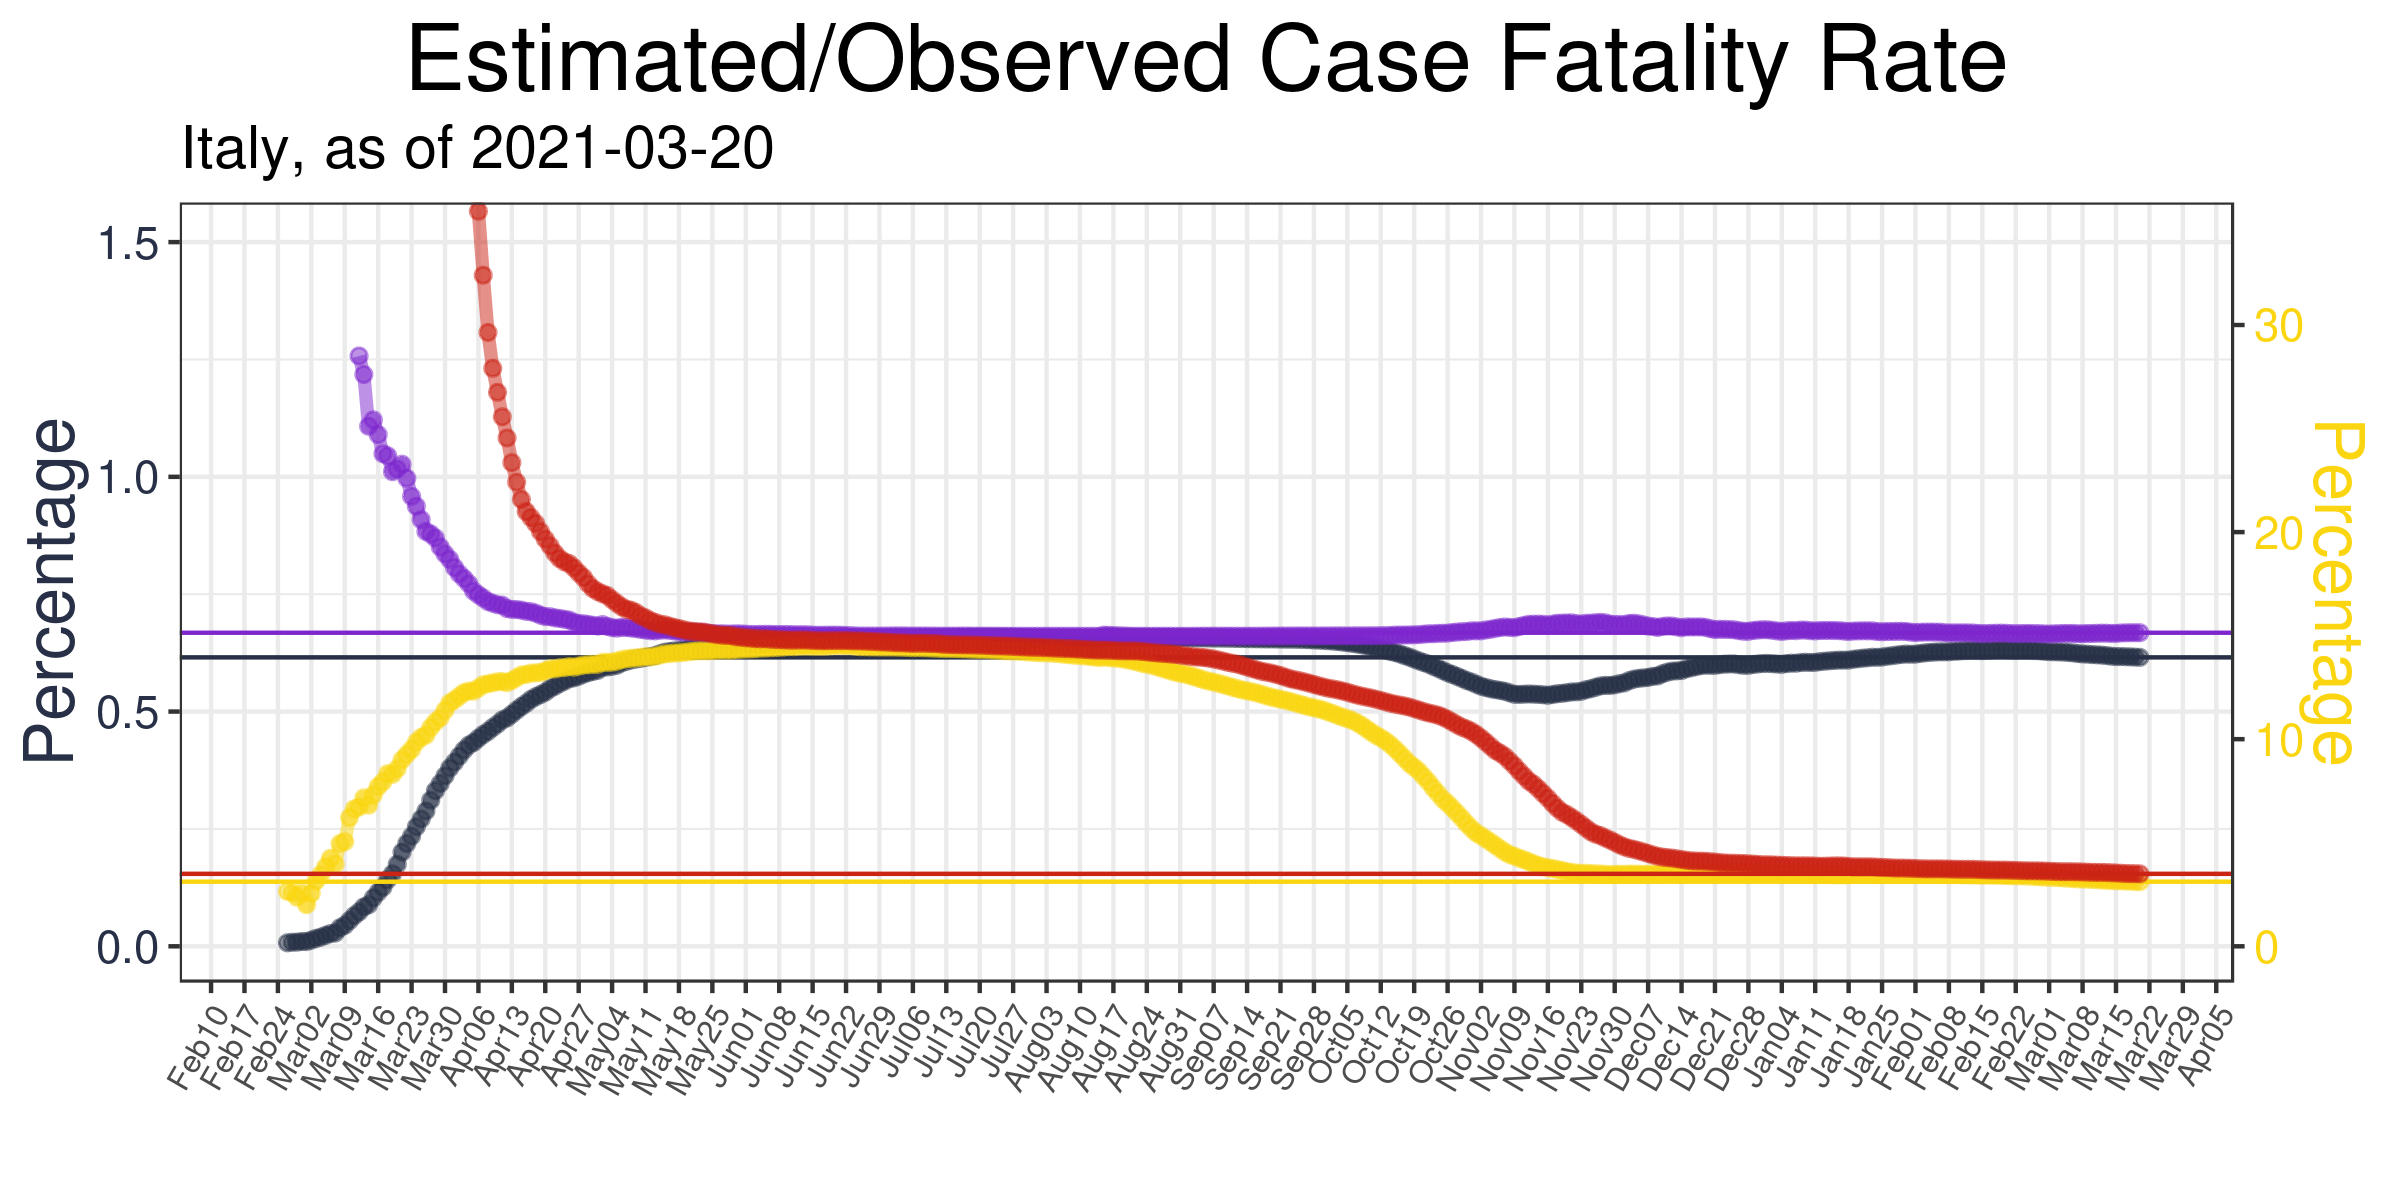 Estimated/Observed Case Fatality Rate
Italy, as of 2021-03-20
Percentage
1.5
1.0
0.5
0.0
30
20
10
0
Percentage
Feb10
Feb17
Feb24
Mar02
Mar09
Mar16
Mar23
Mar30
Apr06
Apr13
Apr20
Apr27
May04
May11
May18
May25
Jun01
Jun08
Jun15
Jun22
Jun29
Jul06
Jul13
Jul20
Jul27
Aug03
Aug10
Aug17
Aug24
Aug31
Sep07
Sep14
Sep21
Sep28
Oct05
Oct12
Oct19
Oct26
Nov02
Nov09
Nov16
Nov23
Nov30
Dec07
Dec14
Dec21
Dec28
Dec04
Jan11
Jan18
Jan25
Feb01
Feb08
Feb15
Feb22
Mar01
Mar08
Mar15
Mar22
Mar29
Apr05